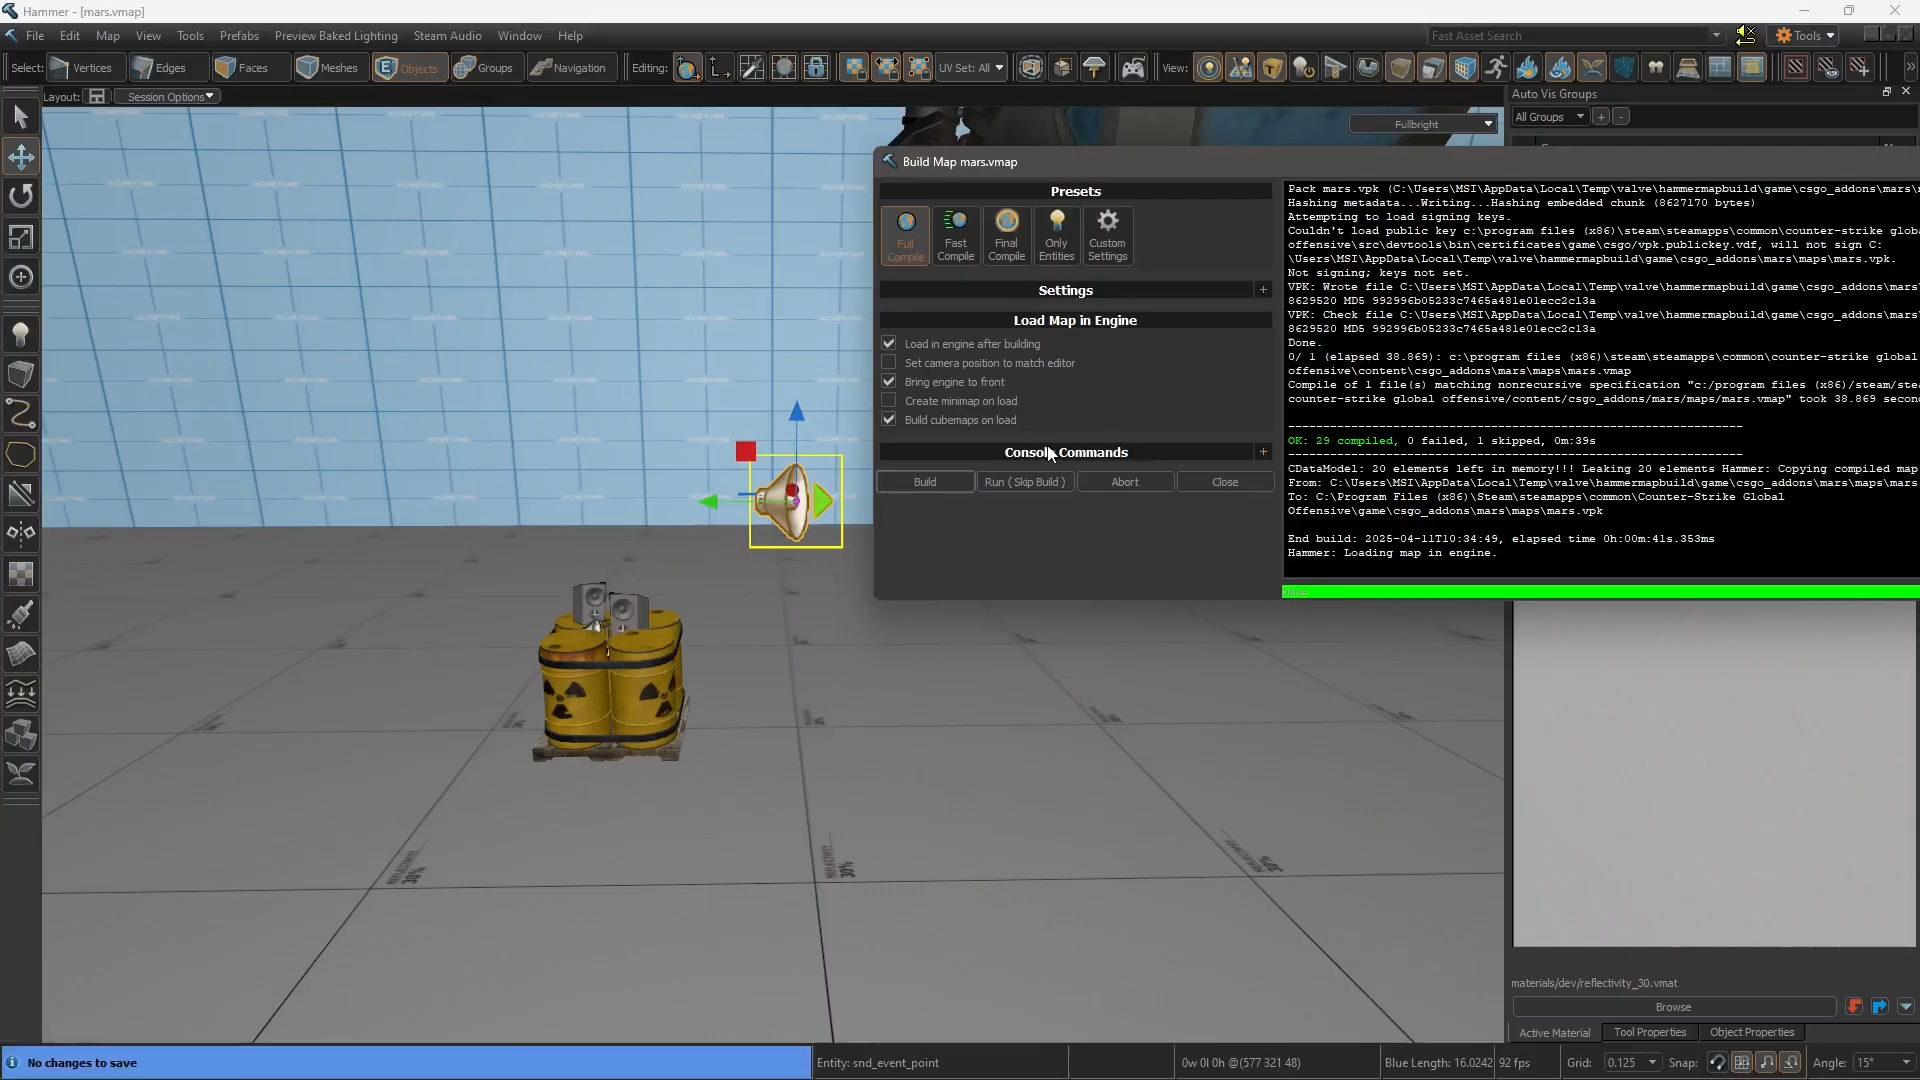 Hammer - [mars.vmap]
File Edit Map View Tools Prefabs Preview Baked Lighting Steam Audio Window Help
Fast Asset Search
Tools
Select: Vertices Edges Faces Meshes Objects Groups Navigation Editing: UV Set: All View:
Layout: Session Options
Auto Vis Groups
All Groups + -
Fullbright
Build Map mars.vmap
Presets
Full Compile
Fast Compile
Final Compile
Only Entities
Custom Settings
Settings +
Load Map in Engine
Load in engine after building
Set camera position to match editor
Bring engine to front
Create minimap on load
Build cubemaps on load
Console Commands +
Build Run ( Skip Build ) Abort Close
Pack mars.vpk (C:\Users\MSI\AppData\Local\Temp\valve\hammermapbuild\game\csgo_addons\mars\
Hashing metadata...Writing...Hashing embedded chunk (8627170 bytes)
Attempting to load signing keys.
Couldn't load public key c:\program files (x86)\steam\steamapps\common\counter-strike globa
offensive\src\devtools\bin\certificates\game\csgo/vpk.publickey.vdf, will not sign C:
\Users\MSI\AppData\Local\Temp\valve\hammermapbuild\game\csgo_addons\mars\maps\mars.vpk.
Not signing; keys not set.
VPK: Wrote file C:\Users\MSI\AppData\Local\Temp\valve\hammermapbuild\game\csgo_addons\mars\
8629520 MD5 992996b05233c7465a481e01ecc2c13a
VPK: Check file C:\Users\MSI\AppData\Local\Temp\valve\hammermapbuild\game\csgo_addons\mars\
8629520 MD5 992996b05233c7465a481e01ecc2c13a
Done.
0/ 1 (elapsed 38.869): c:\program files (x86)\steam\steamapps\common\counter-strike global
offensive\content\csgo_addons\mars\maps\mars.vmap
Compile of 1 file(s) matching nonrecursive specification "c:/program files (x86)/steam/stea
counter-strike global offensive/content/csgo_addons/mars/maps/mars.vmap" took 38.869 secon
OK: 29 compiled, 0 failed, 1 skipped, 0m:39s
CDataModel: 20 elements left in memory!!! Leaking 20 elements Hammer: Copying compiled map
From: C:\Users\MSI\AppData\Local\Temp\valve\hammermapbuild\game\csgo_addons\mars\maps\mars.
To: C:\Program Files (x86)\Steam\steamapps\common\Counter-Strike Global
Offensive\game\csgo_addons\mars\maps\mars.vpk
End build: 2025-04-11T10:34:49, elapsed time 0h:00m:41s.353ms
Hammer: Loading map in engine.
Done
REFLECTIVITY 30%
REFLECTIVITY 30%
REFLECTIVITY 30%
materials/dev/reflectivity_30.vmat
Browse
Active Material Tool Properties Object Properties
No changes to save Entity: snd_event_point 0w 0l 0h @(577 321 48) Blue Length: 16.0242 92 fps Grid: 0.125 Snap: Angle: 15°